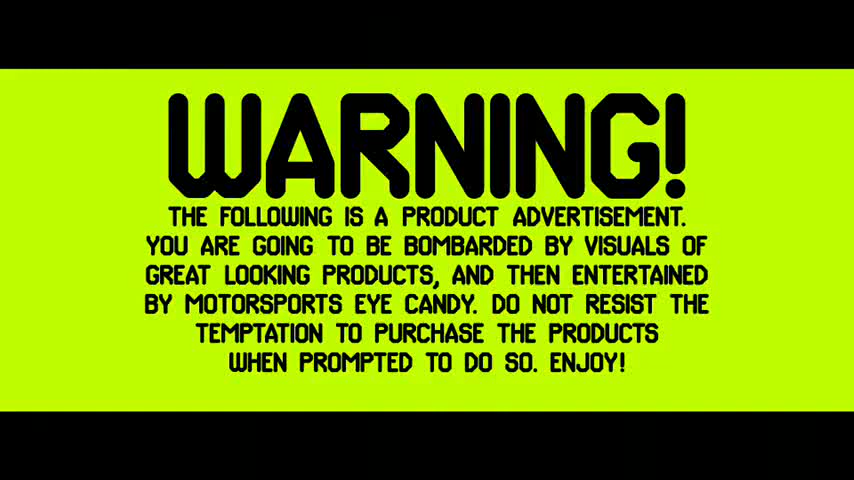 WARNING!
THE FOLLOWING IS A PRODUCT ADVERTISEMENT.
YOU ARE GOING TO BE BOMBARDED BY VISUALS OF
GREAT LOOKING PRODUCTS, AND THEN ENTERTAINED
BY MOTORSPORTS EYE CANDY. DO NOT RESIST THE
TEMPTATION TO PURCHASE THE PRODUCTS
WHEN PROMPTED TO DO SO. ENJOY!